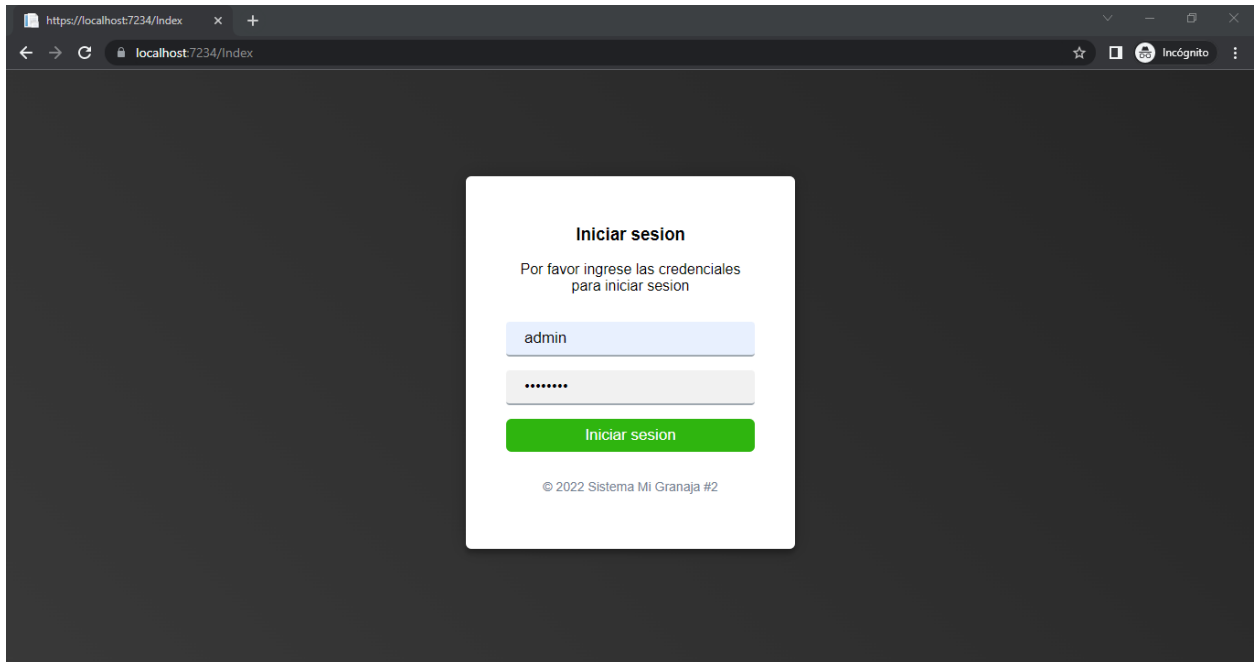 https://localhost:7234/Index
localhost:7234/Index
Incógnito
Iniciar sesion
Por favor ingrese las credenciales
para iniciar sesion
admin
••••••••
Iniciar sesion
© 2022 Sistema Mi Granaja #2